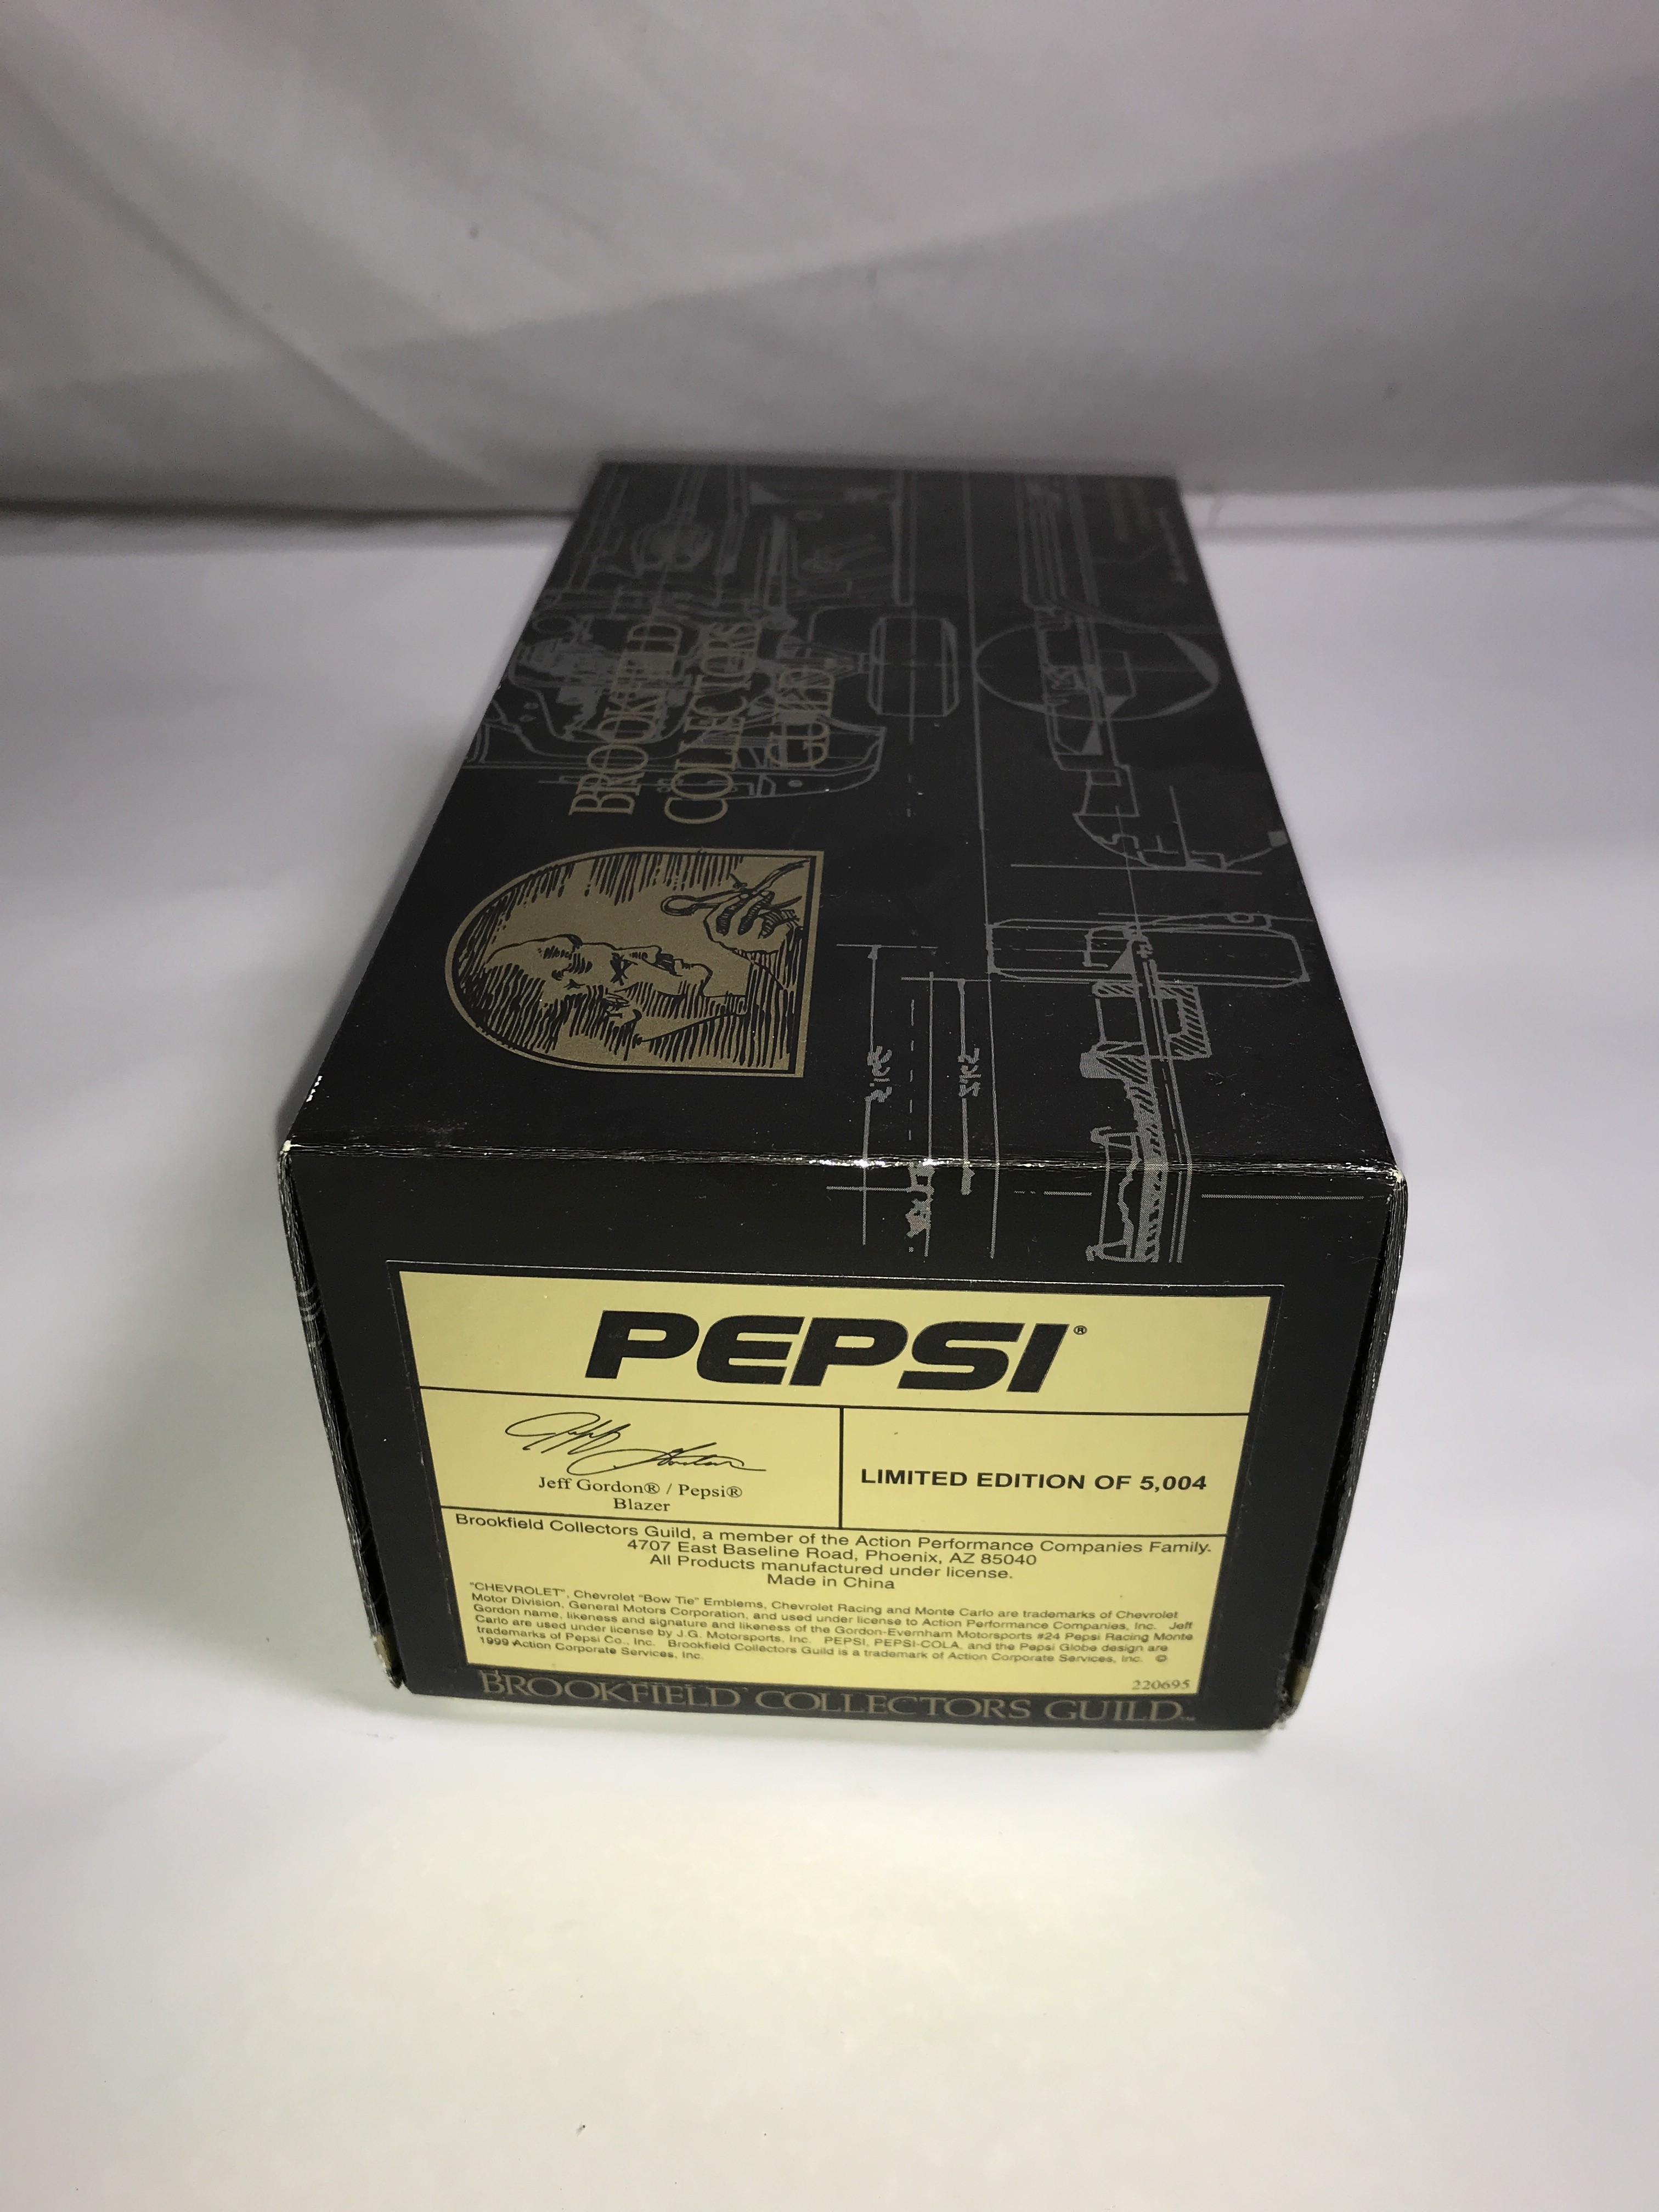 BROOKFIELD
COLLECTORS
GUILD
PEPSI®
Jeff Gordon
Jeff Gordon® / Pepsi®
Blazer
LIMITED EDITION OF 5,004
Brookfield Collectors Guild, a member of the Action Performance Companies Family.
4707 East Baseline Road, Phoenix, AZ 85040
All Products manufactured under license.
Made in China
"CHEVROLET", Chevrolet "Bow Tie" Emblems, Chevrolet Racing and Monte Carlo are trademarks of Chevrolet
Motor Division, General Motors Corporation, and used under license to Action Performance Companies, Inc. Jeff
Gordon name, likeness and signature and likeness of the Gordon-Evernham Motorsports #24 Pepsi Racing Monte
Carlo are used under license by J.G. Motorsports, Inc. PEPSI, PEPSI-COLA, and the Pepsi Globe design are
trademarks of Pepsi Co., Inc. Brookfield Collectors Guild is a trademark of Action Corporate Services, Inc. ©
1999 Action Corporate Services, Inc.
220695
BROOKFIELD COLLECTORS GUILD™